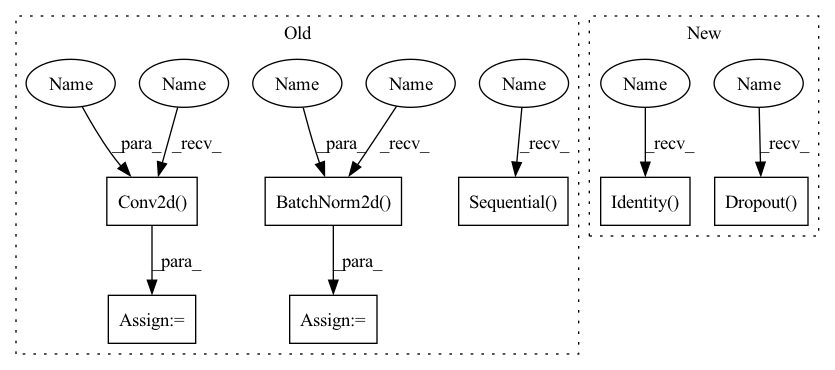 Old
New
Name
Name
Name
Name
Name
Name
Name
_para_
_recv_
_para_
_recv_
_recv_
_recv_
_recv_
Conv2d()
BatchNorm2d()
Sequential()
Identity()
Dropout()
_para_
_para_
Assign:=
Assign:=